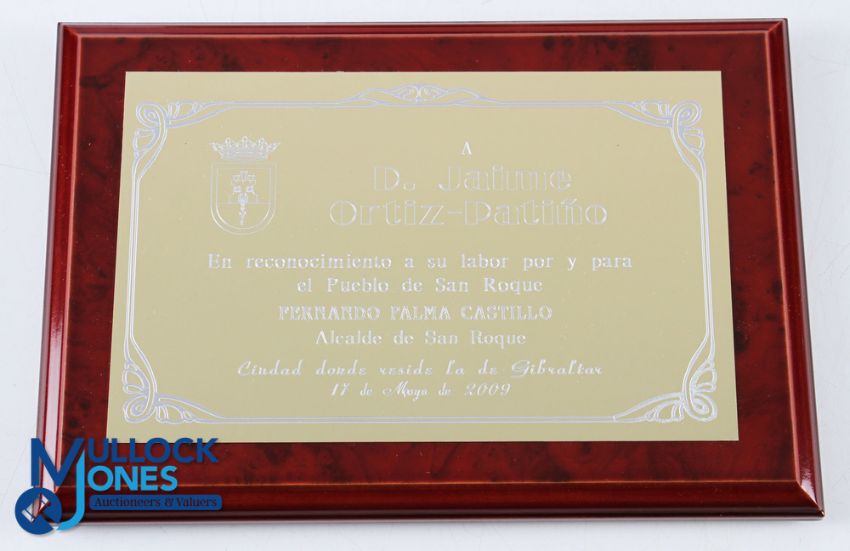 A
D. Jaime
Ortiz-Patiño
En reconocimiento a su labor por y para
el Pueblo de San Roque
FERNANDO PALMA CASTILLO
Alcalde de San Roque
Ciudad donde reside la de Gibraltar
17 de Mayo de 2009
MULLOCK
JONES
Auctioneers & Valuers